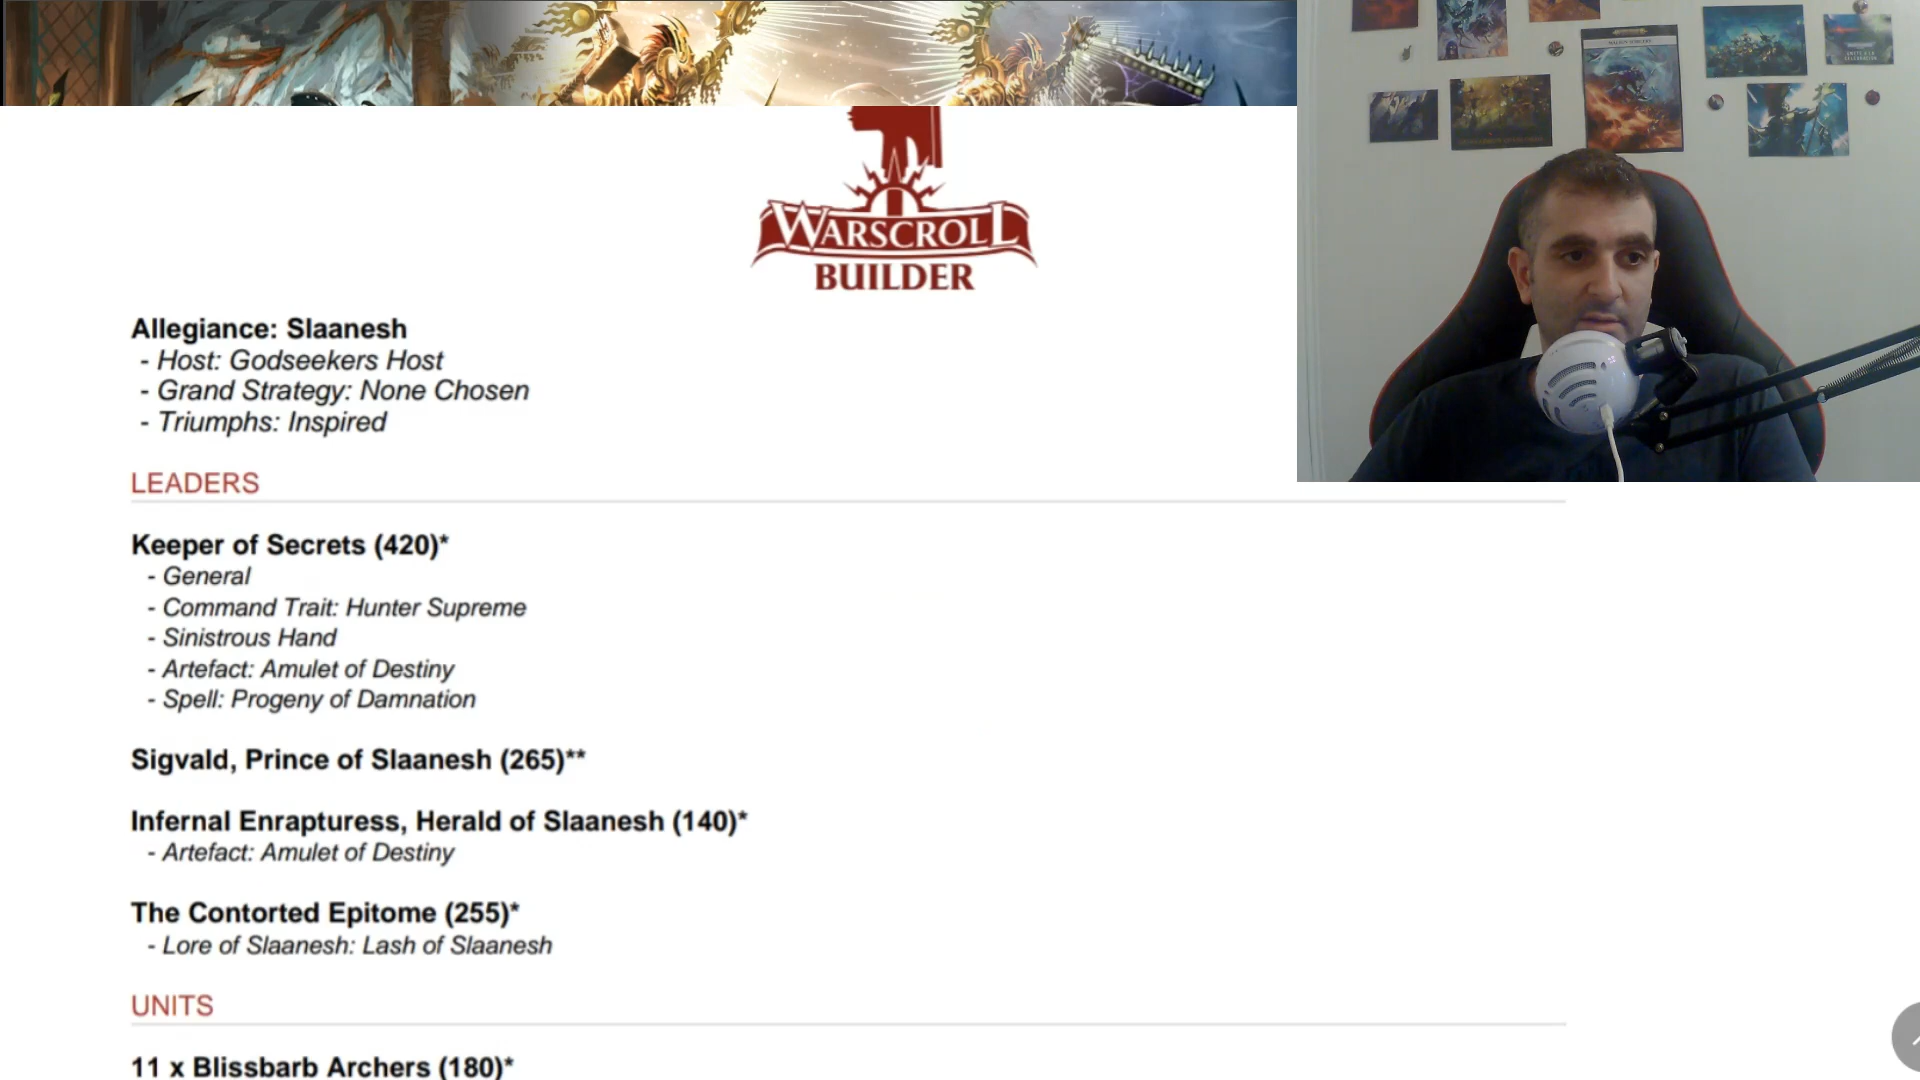 WARSCROLL
BUILDER
Allegiance: Slaanesh
- Host: Godseekers Host
- Grand Strategy: None Chosen
- Triumphs: Inspired
LEADERS
Keeper of Secrets (420)*
- General
- Command Trait: Hunter Supreme
- Sinistrous Hand
- Artefact: Amulet of Destiny
- Spell: Progeny of Damnation
Sigvald, Prince of Slaanesh (265)**
Infernal Enrapturess, Herald of Slaanesh (140)*
- Artefact: Amulet of Destiny
The Contorted Epitome (255)*
- Lore of Slaanesh: Lash of Slaanesh
UNITS
11 x Blissbarb Archers (180)*